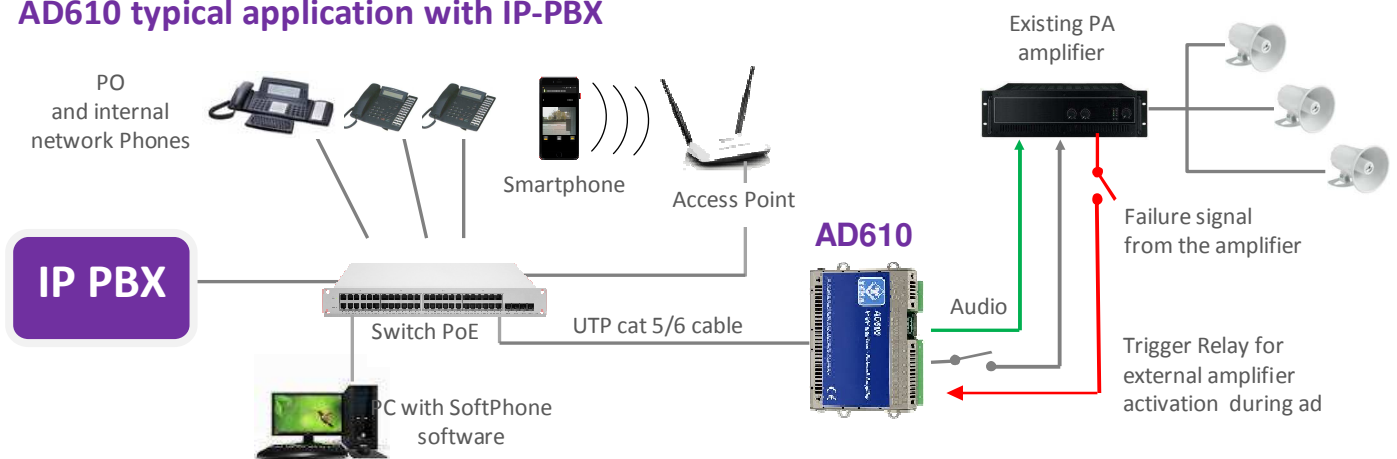 AD610 typical application with IP-PBX
PO
and internal
network Phones
Smartphone
Access Point
Existing PA
amplifier
Failure signal
from the amplifier
IP PBX
Switch PoE
UTP cat 5/6 cable
AD610
Audio
Trigger Relay for
external amplifier
activation during ad
PC with SoftPhone
software